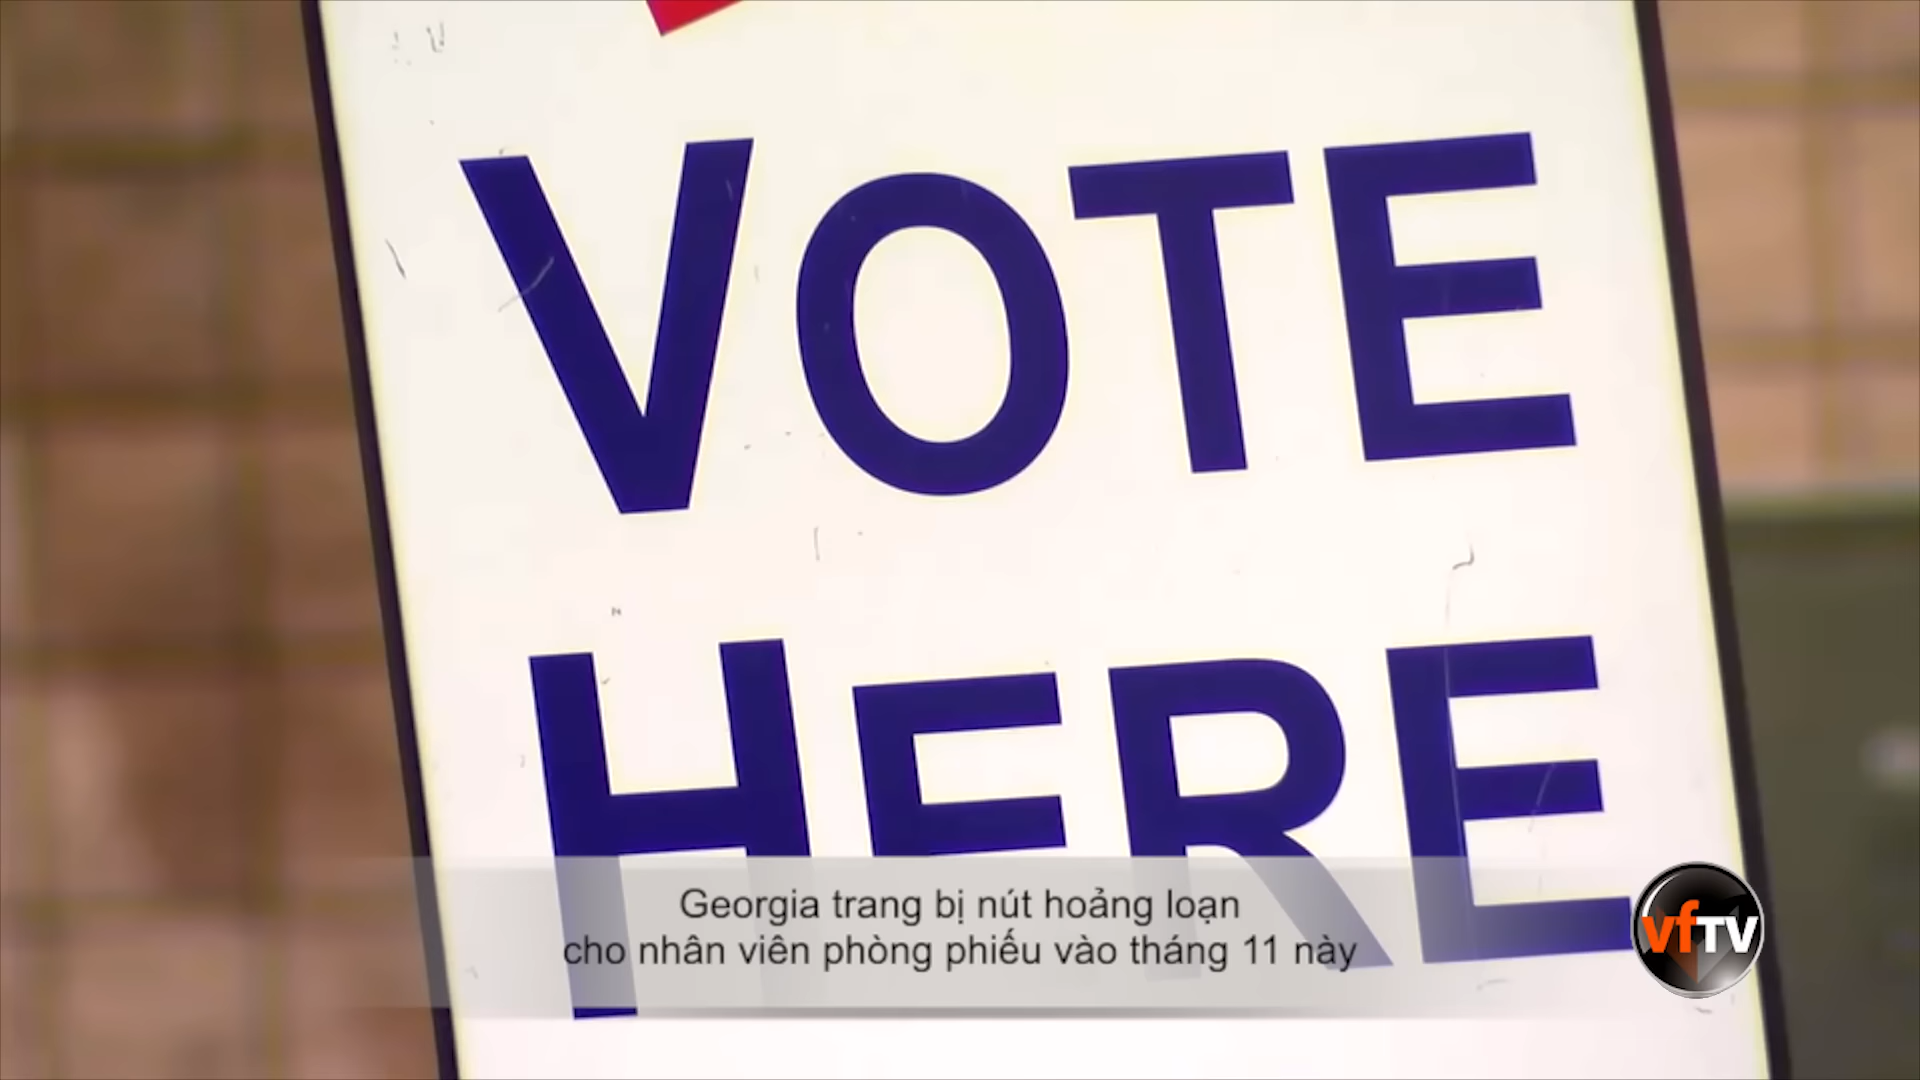 VOTE
HERE
Georgia trang bị nút hoảng loạn
cho nhân viên phòng phiếu vào tháng 11 này
vfTV